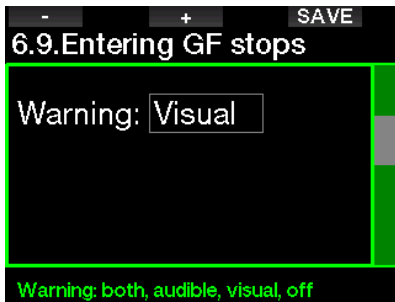 - + SAVE
6.9.Entering GF stops
Warning: Visual
Warning: both, audible, visual, off